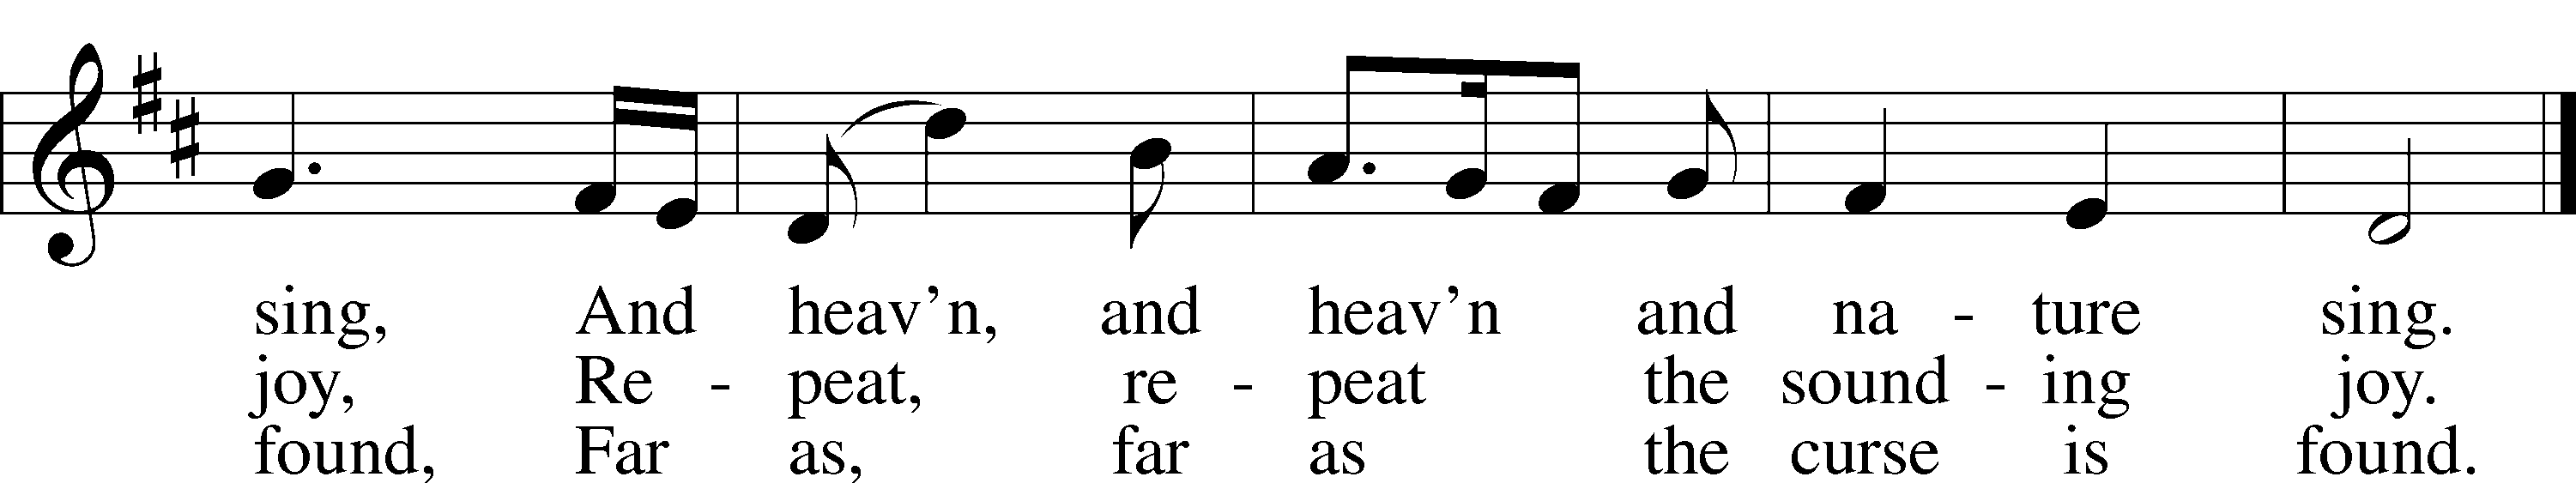 sing, And heav’n, and heav’n and na - ture sing.
joy, Re - peat, re - peat the sound - ing joy.
found, Far as, far as the curse is found.